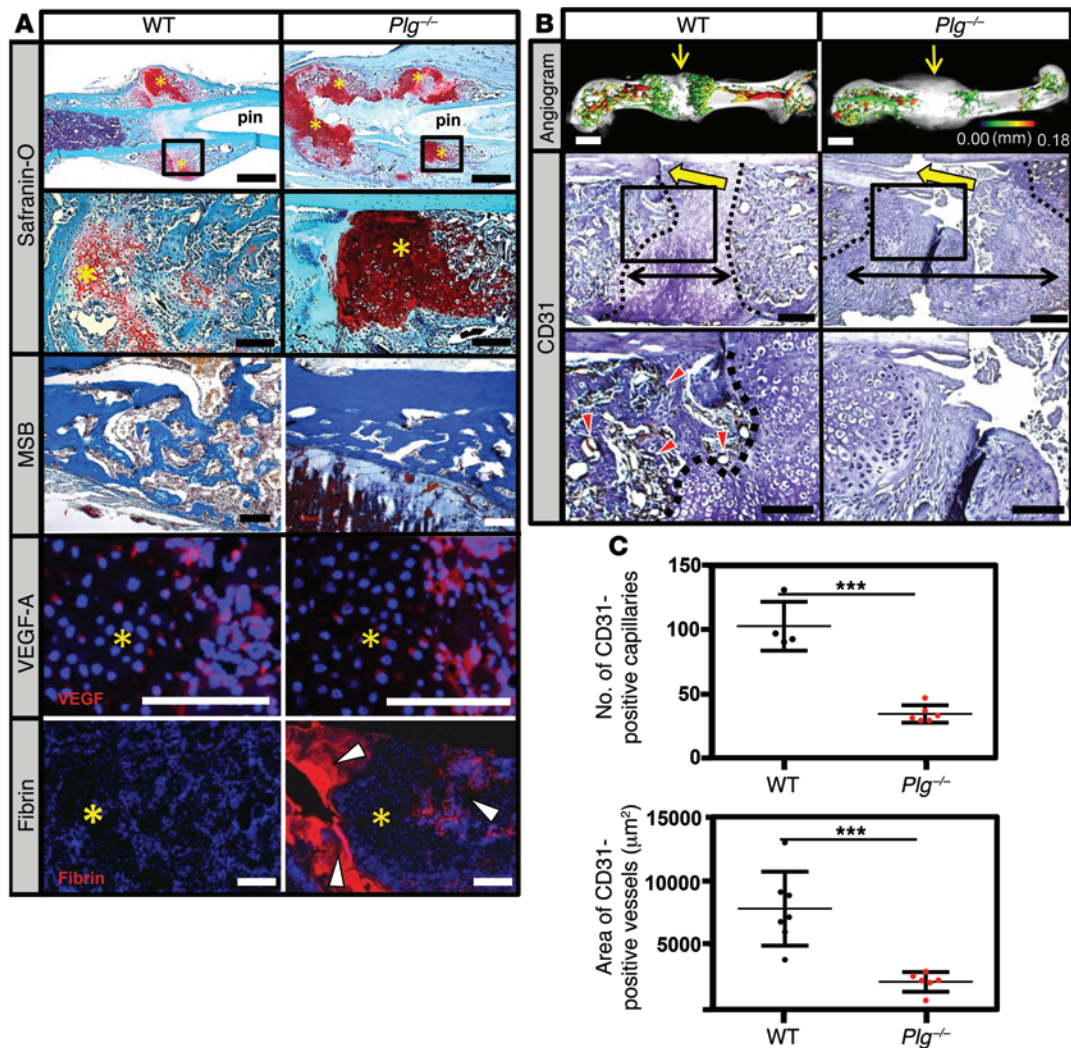 A
WT
Plg–/–
Safranin-O
pin
pin
MSB
VEGF-A
VEGF
Fibrin
Fibrin
B
WT
Plg–/–
Angiogram
0.00 (mm) 0.18
CD31
C
No. of CD31-
positive capillaries
150
100
50
0
***
WT
Plg–/–
Area of CD31-
positive vessels (μm2)
15000
10000
5000
0
***
WT
Plg–/–